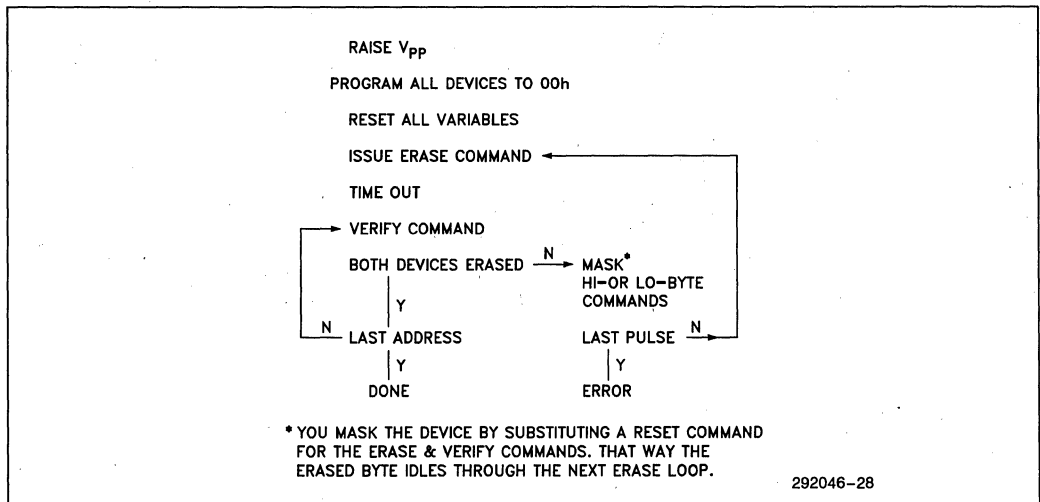 RAISE VPP
PROGRAM ALL DEVICES TO 00h
RESET ALL VARIABLES
ISSUE ERASE COMMAND
TIME OUT
VERIFY COMMAND
BOTH DEVICES ERASED N MASK*
HI-OR LO-BYTE
COMMANDS
Y
N LAST ADDRESS LAST PULSE N
Y Y
DONE ERROR
* YOU MASK THE DEVICE BY SUBSTITUTING A RESET COMMAND
FOR THE ERASE & VERIFY COMMANDS. THAT WAY THE
ERASED BYTE IDLES THROUGH THE NEXT ERASE LOOP.
292046-28